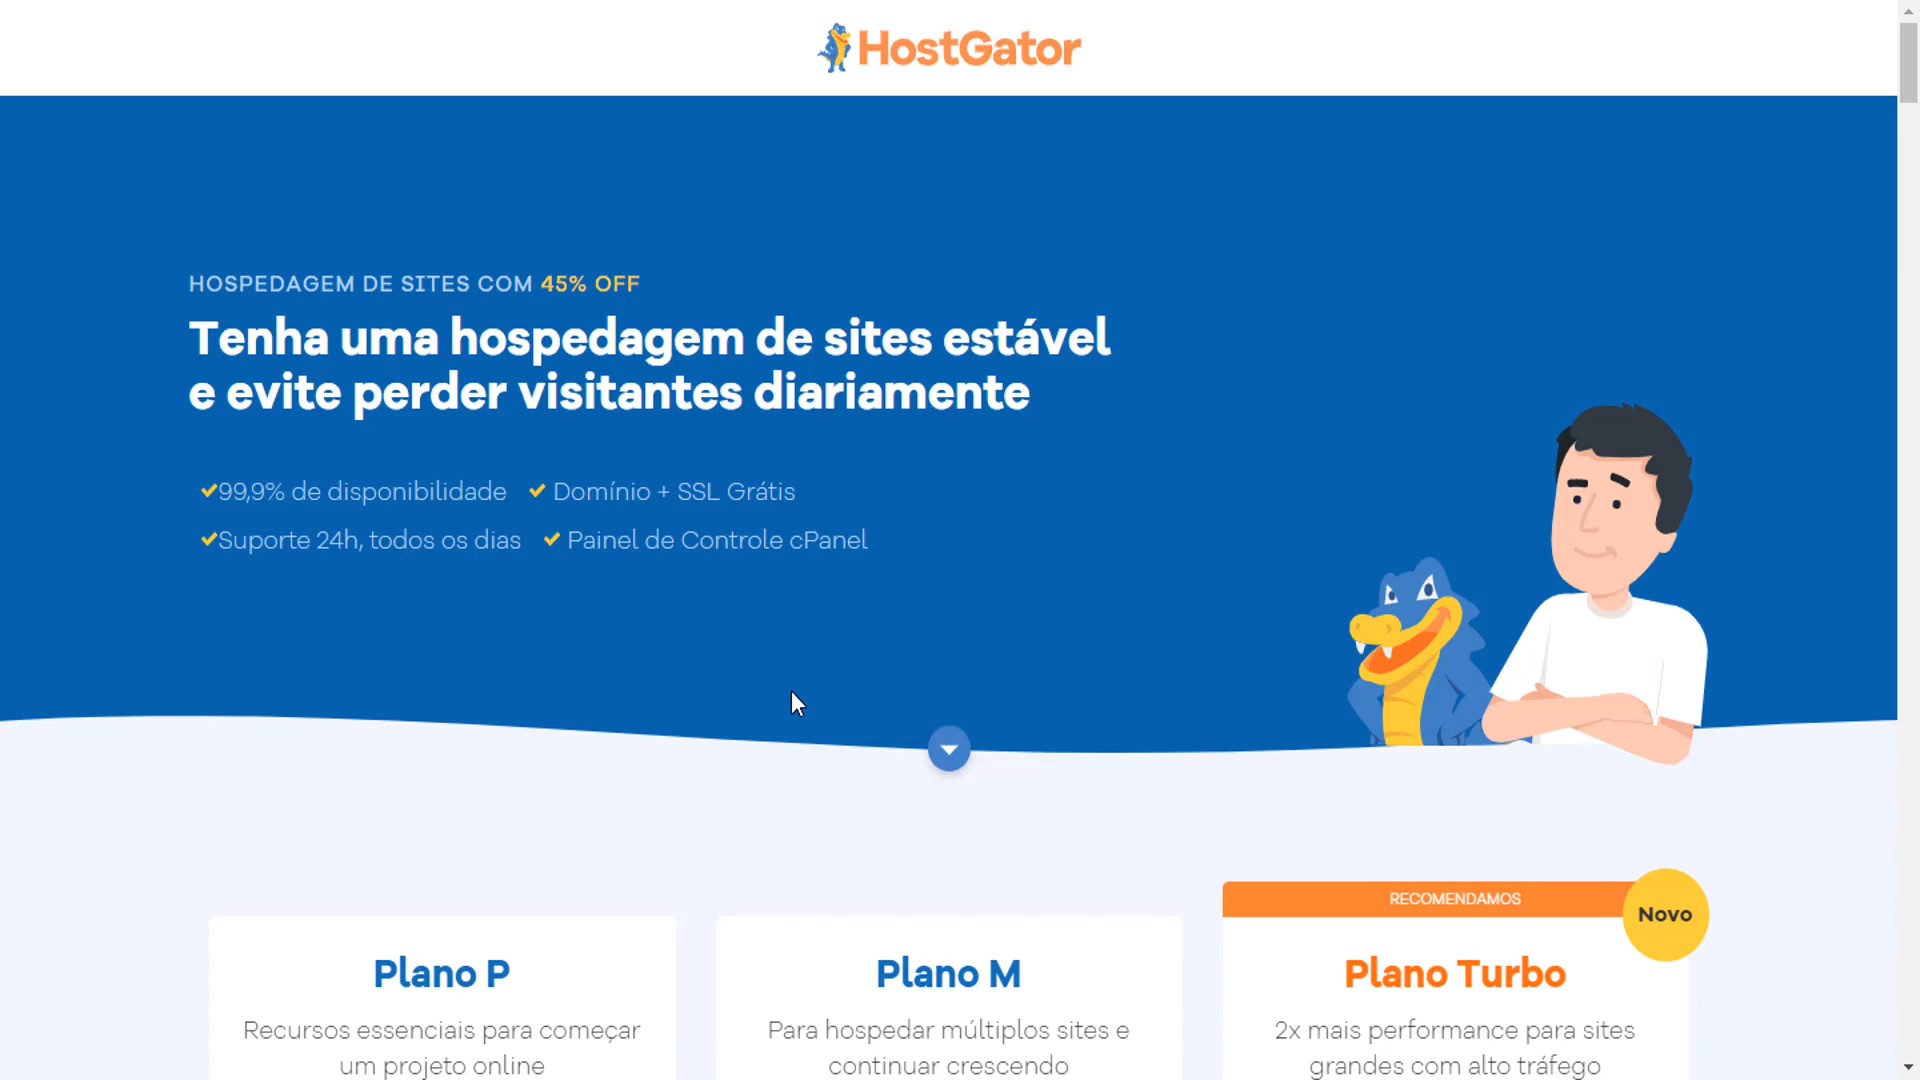 HostGator
HOSPEDAGEM DE SITES COM 45% OFF
Tenha uma hospedagem de sites estável
e evite perder visitantes diariamente
99,9% de disponibilidade Domínio + SSL Grátis
Suporte 24h, todos os dias Painel de Controle cPanel
RECOMENDAMOS
Novo
Plano P
Recursos essenciais para começar
um projeto online
Plano M
Para hospedar múltiplos sites e
continuar crescendo
Plano Turbo
2x mais performance para sites
grandes com alto tráfego